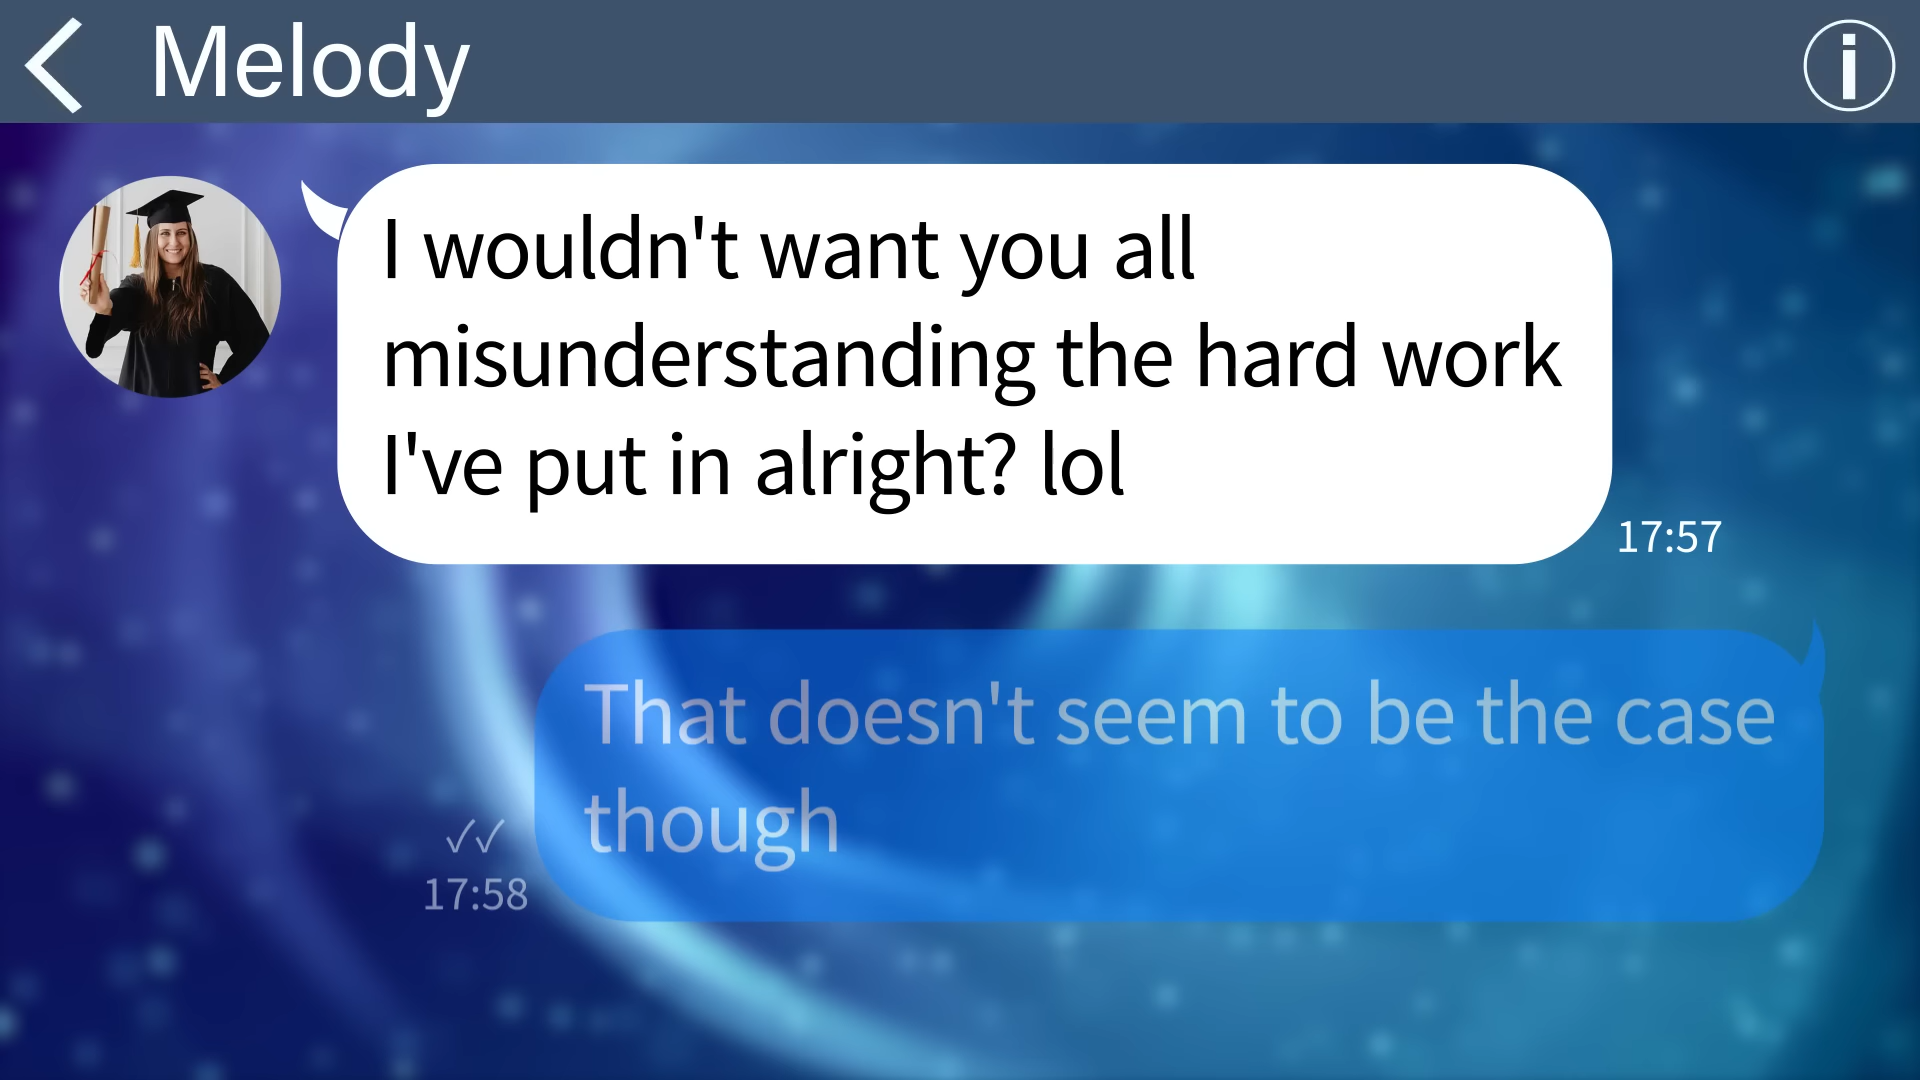 Melody
I wouldn't want you all
misunderstanding the hard work
I've put in alright? lol
17:57
That doesn't seem to be the case
though
17:58